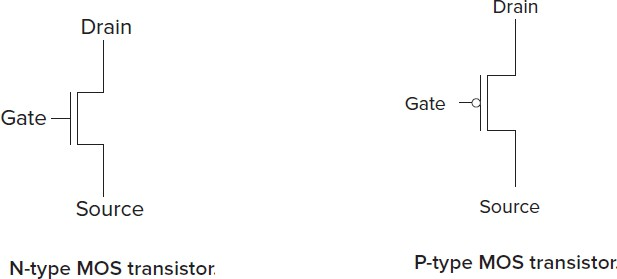 Drain
Gate
Source
N-type MOS transistor.
Drain
Gate
Source
P-type MOS transistor.